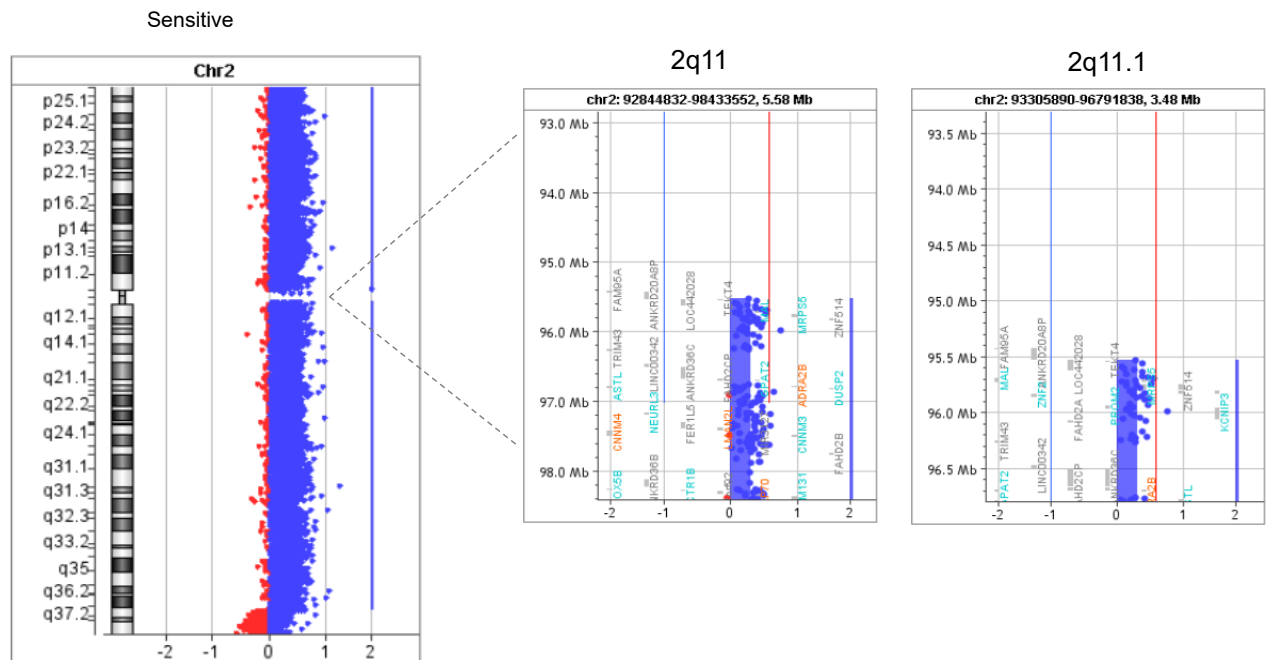 Sensitive
Chr2
p25.1
p24.2
p23.2
p22.1
p16.2
p14
p13.1
p11.2
q12.1
q14.1
q21.1
q22.2
q24.1
q31.1
q31.3
q32.3
q33.2
q35
q36.2
q37.2
-2 -1 0 1 2
2q11
chr2: 92844832-98433552, 5.58 Mb
93.0 Mb
94.0 Mb
95.0 Mb
96.0 Mb
97.0 Mb
98.0 Mb
FAM95A
TRIM43
ASTL
CNNM4
ANKRD20A8P
LINC00342
NEURL3
NKRD36B
LOC442028
ANKRD36C
FER1L5
TEKT4
MRPS5
ADRA2B
CNNM3
ZNF514
DUSP2
FAHD2B
-2 -1 0 1 2
2q11.1
chr2: 93305890-96791838, 3.48 Mb
93.5 Mb
94.0 Mb
94.5 Mb
95.0 Mb
95.5 Mb
96.0 Mb
96.5 Mb
FAM95A
MAL
TRIM43
ANKRD20A8P
LINC00342
LOC442028
FAHD2A
TEKT4
PROM2
ZNF514
KCNIP3
-2 -1 0 1 2